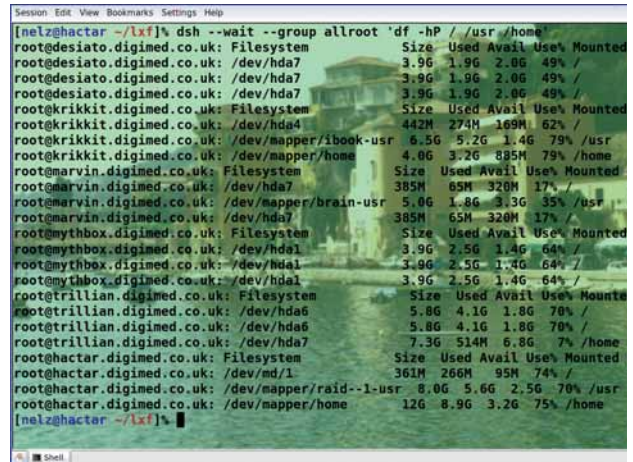 Session Edit View Bookmarks Settings Help
[nelz@hactar ~/lxf]% dsh --wait --group allroot 'df -hP / /usr /home'
root@desiato.digimed.co.uk: Filesystem Size Used Avail Use% Mounted
root@desiato.digimed.co.uk: /dev/hda7 3.9G 1.9G 2.0G 49% /
root@desiato.digimed.co.uk: /dev/hda7 3.9G 1.9G 2.0G 49% /
root@desiato.digimed.co.uk: /dev/hda7 3.9G 1.9G 2.0G 49% /
root@krikkit.digimed.co.uk: Filesystem Size Used Avail Use% Mounted
root@krikkit.digimed.co.uk: /dev/hda4 442M 274M 169M 62% /
root@krikkit.digimed.co.uk: /dev/mapper/ibook-usr 6.5G 5.2G 1.4G 79% /usr
root@krikkit.digimed.co.uk: /dev/mapper/home 4.0G 3.2G 885M 79% /home
root@marvin.digimed.co.uk: Filesystem Size Used Avail Use% Mounted
root@marvin.digimed.co.uk: /dev/hda7 385M 65M 320M 17% /
root@marvin.digimed.co.uk: /dev/mapper/brain-usr 5.0G 1.8G 3.3G 35% /usr
root@marvin.digimed.co.uk: /dev/hda7 385M 65M 320M 17% /
root@mythbox.digimed.co.uk: Filesystem Size Used Avail Use% Mounted
root@mythbox.digimed.co.uk: /dev/hda1 3.9G 2.5G 1.4G 64% /
root@mythbox.digimed.co.uk: /dev/hda1 3.9G 2.5G 1.4G 64% /
root@mythbox.digimed.co.uk: /dev/hda1 3.9G 2.5G 1.4G 64% /
root@trillian.digimed.co.uk: Filesystem Size Used Avail Use% Mounte
root@trillian.digimed.co.uk: /dev/hda6 5.8G 4.1G 1.8G 70% /
root@trillian.digimed.co.uk: /dev/hda6 5.8G 4.1G 1.8G 70% /
root@trillian.digimed.co.uk: /dev/hda7 7.3G 514M 6.8G 7% /home
root@hactar.digimed.co.uk: Filesystem Size Used Avail Use% Mounted
root@hactar.digimed.co.uk: /dev/md/1 361M 266M 95M 74% /
root@hactar.digimed.co.uk: /dev/mapper/raid--1-usr 8.0G 5.6G 2.5G 70% /usr
root@hactar.digimed.co.uk: /dev/mapper/home 12G 8.9G 3.2G 75% /home
[nelz@hactar ~/lxf]%
Shell